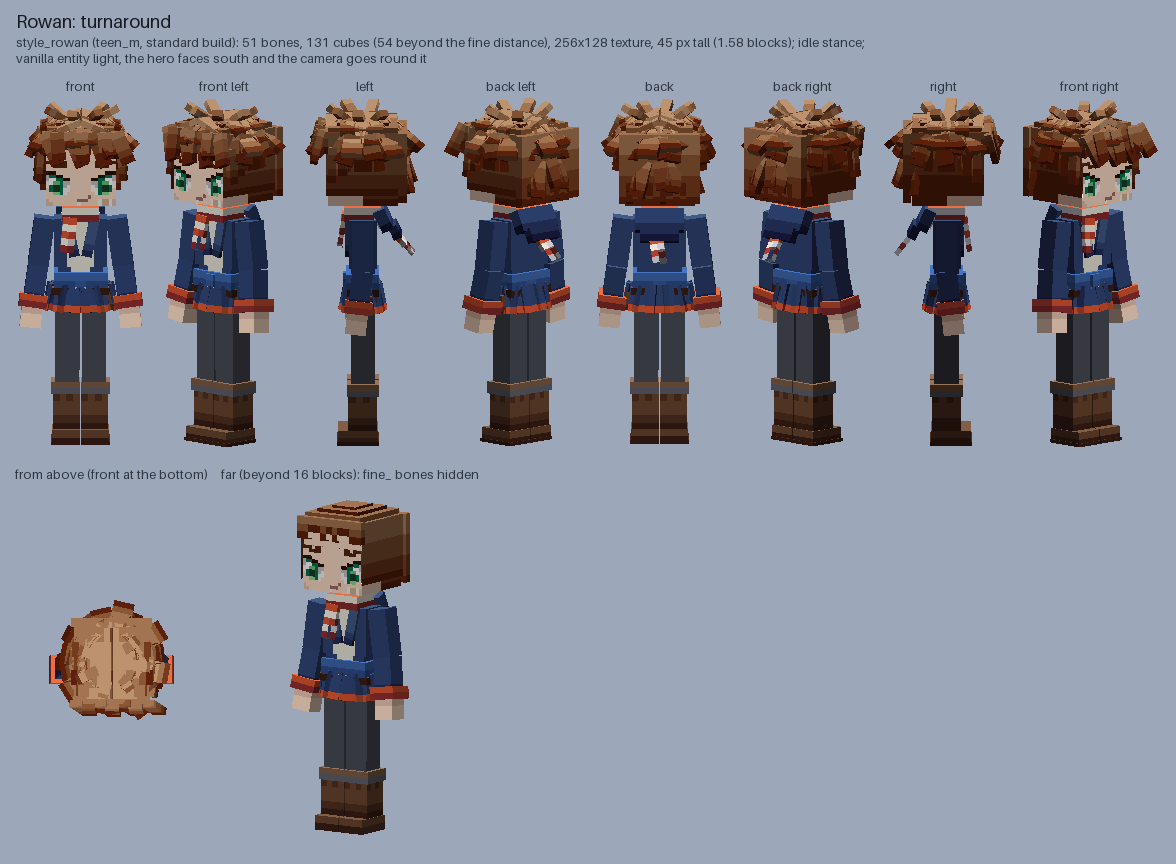 Rowan: turnaround
style_rowan (teen_m, standard build): 51 bones, 131 cubes (54 beyond the fine distance), 256x128 texture, 45 px tall (1.58 blocks); idle stance;
vanilla entity light, the hero faces south and the camera goes round it
front front left left back left back back right right front right
from above (front at the bottom) far (beyond 16 blocks): fine_ bones hidden